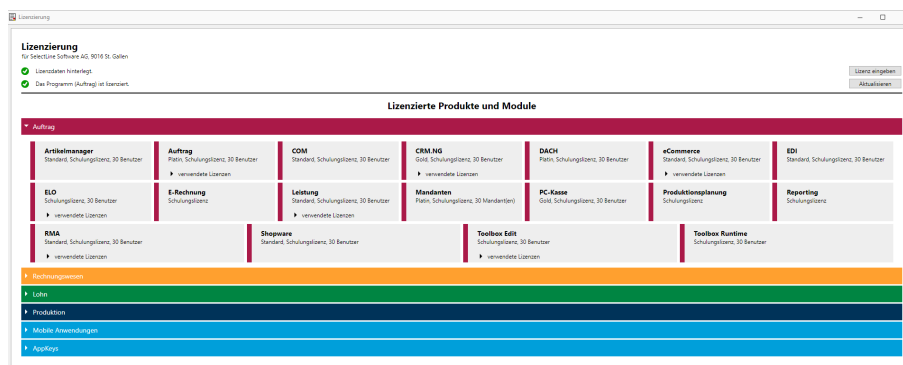 Lizenzierung
Lizenzierung
für SelectLine Software AG, 9016 St. Gallen
Lizenzdaten hinterlegt.
Lizenz eingeben
Das Programm (Auftrag) ist lizenziert.
Aktualisieren
Lizenzierte Produkte und Module
Auftrag
Artikelmanager
Standard, Schulungslizenz, 30 Benutzer
Auftrag
Platin, Schulungslizenz, 30 Benutzer
verwendete Lizenzen
COM
Standard, Schulungslizenz, 30 Benutzer
CRM.NG
Gold, Schulungslizenz, 30 Benutzer
verwendete Lizenzen
DACH
Platin, Schulungslizenz, 30 Benutzer
eCommerce
Standard, Schulungslizenz, 30 Benutzer
verwendete Lizenzen
EDI
Standard, Schulungslizenz, 30 Benutzer
ELO
Schulungslizenz, 30 Benutzer
verwendete Lizenzen
E-Rechnung
Schulungslizenz
Leistung
Standard, Schulungslizenz, 30 Benutzer
verwendete Lizenzen
Mandanten
Platin, Schulungslizenz, 30 Mandant(en)
PC-Kasse
Gold, Schulungslizenz, 30 Benutzer
Produktionsplanung
Schulungslizenz
Reporting
Schulungslizenz
RMA
Standard, Schulungslizenz, 30 Benutzer
verwendete Lizenzen
Shopware
Standard, Schulungslizenz, 30 Benutzer
Toolbox Edit
Schulungslizenz, 30 Benutzer
verwendete Lizenzen
Toolbox Runtime
Schulungslizenz, 30 Benutzer
Rechnungswesen
Lohn
Produktion
Mobile Anwendungen
AppKeys